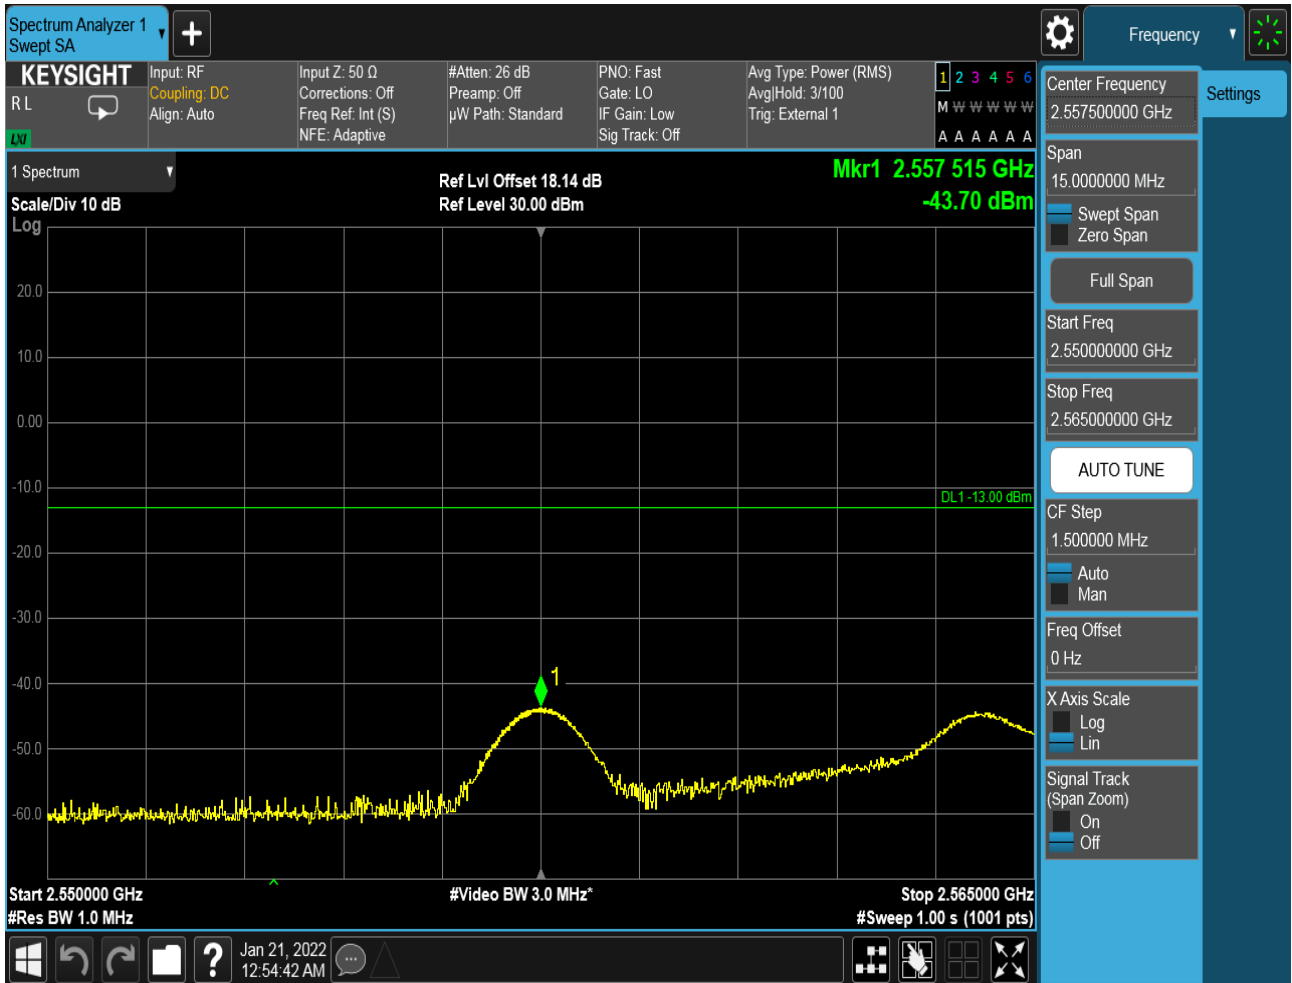 Spectrum Analyzer 1
Swept SA
Frequency
KEYSIGHT
R L
LXI
Input: RF
Coupling: DC
Align: Auto
Input Z: 50 Ω
Corrections: Off
Freq Ref: Int (S)
NFE: Adaptive
#Atten: 26 dB
Preamp: Off
µW Path: Standard
PNO: Fast
Gate: LO
IF Gain: Low
Sig Track: Off
Avg Type: Power (RMS)
Avg|Hold: 3/100
Trig: External 1
1 2 3 4 5 6
M W W W W W
A A A A A A
1 Spectrum
Scale/Div 10 dB
Log
Ref Lvl Offset 18.14 dB
Ref Level 30.00 dBm
Mkr1 2.557 515 GHz
-43.70 dBm
20.0
10.0
0.00
-10.0
-20.0
-30.0
-40.0
-50.0
-60.0
DL1 -13.00 dBm
1
Start 2.550000 GHz
#Res BW 1.0 MHz
#Video BW 3.0 MHz*
Stop 2.565000 GHz
#Sweep 1.00 s (1001 pts)
Center Frequency
2.557500000 GHz
Settings
Span
15.0000000 MHz
Swept Span
Zero Span
Full Span
Start Freq
2.550000000 GHz
Stop Freq
2.565000000 GHz
AUTO TUNE
CF Step
1.500000 MHz
Auto
Man
Freq Offset
0 Hz
X Axis Scale
Log
Lin
Signal Track
(Span Zoom)
On
Off
?
Jan 21, 2022
12:54:42 AM